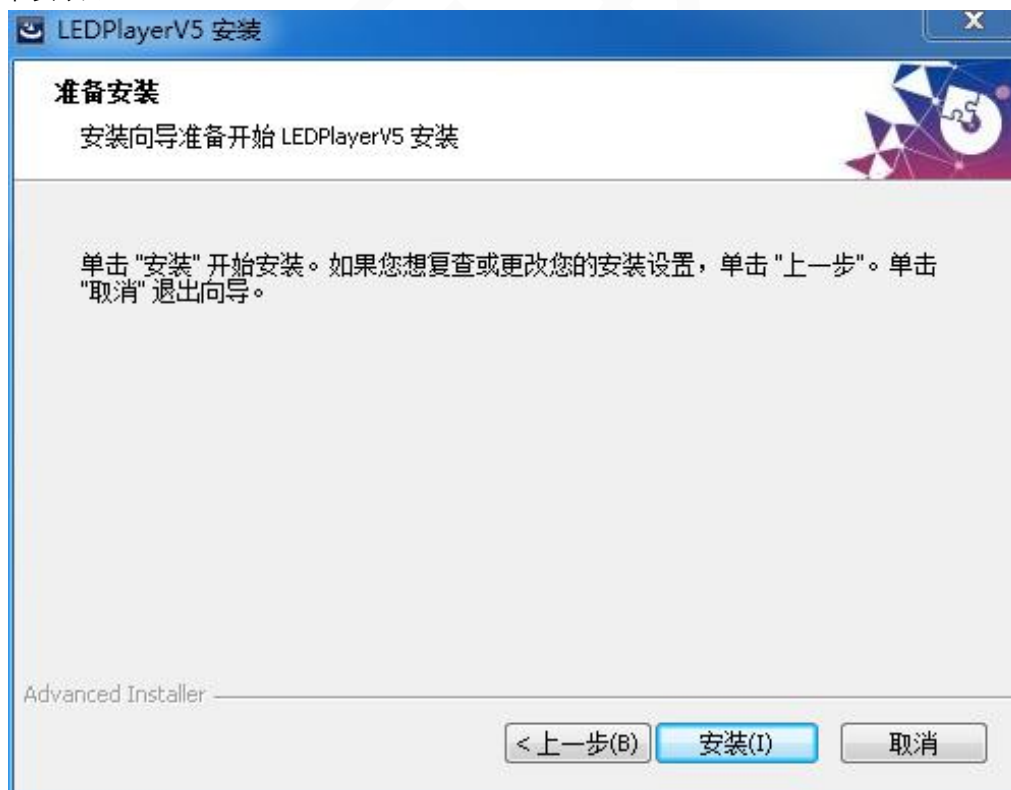 LEDPlayerV5 安装
准备安装
安装向导准备开始 LEDPlayerV5 安装
单击 "安装" 开始安装。如果您想复查或更改您的安装设置，单击 "上一步"。单击
"取消" 退出向导。
Advanced Installer
< 上一步(B) 安装(I) 取消